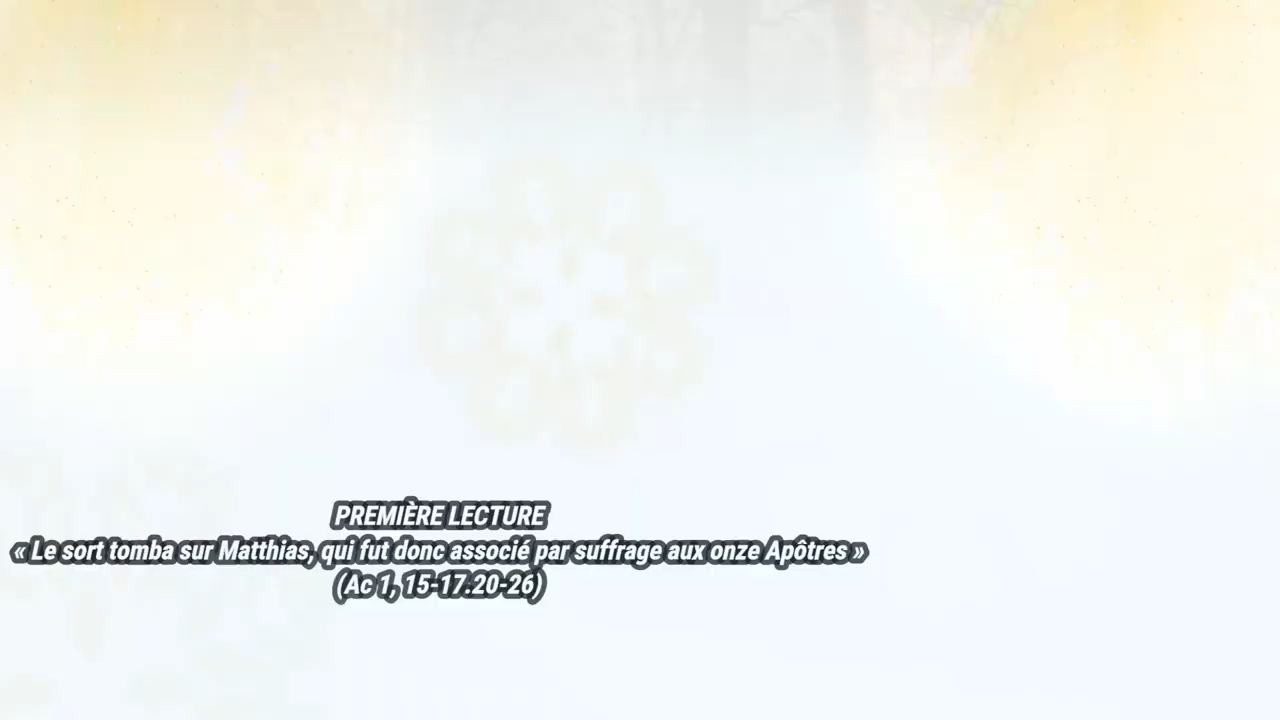 PREMIÈRE LECTURE
« Le sort tomba sur Matthias, qui fut donc associé par suffrage aux onze Apôtres »
(Ac 1, 15-17.20-26)